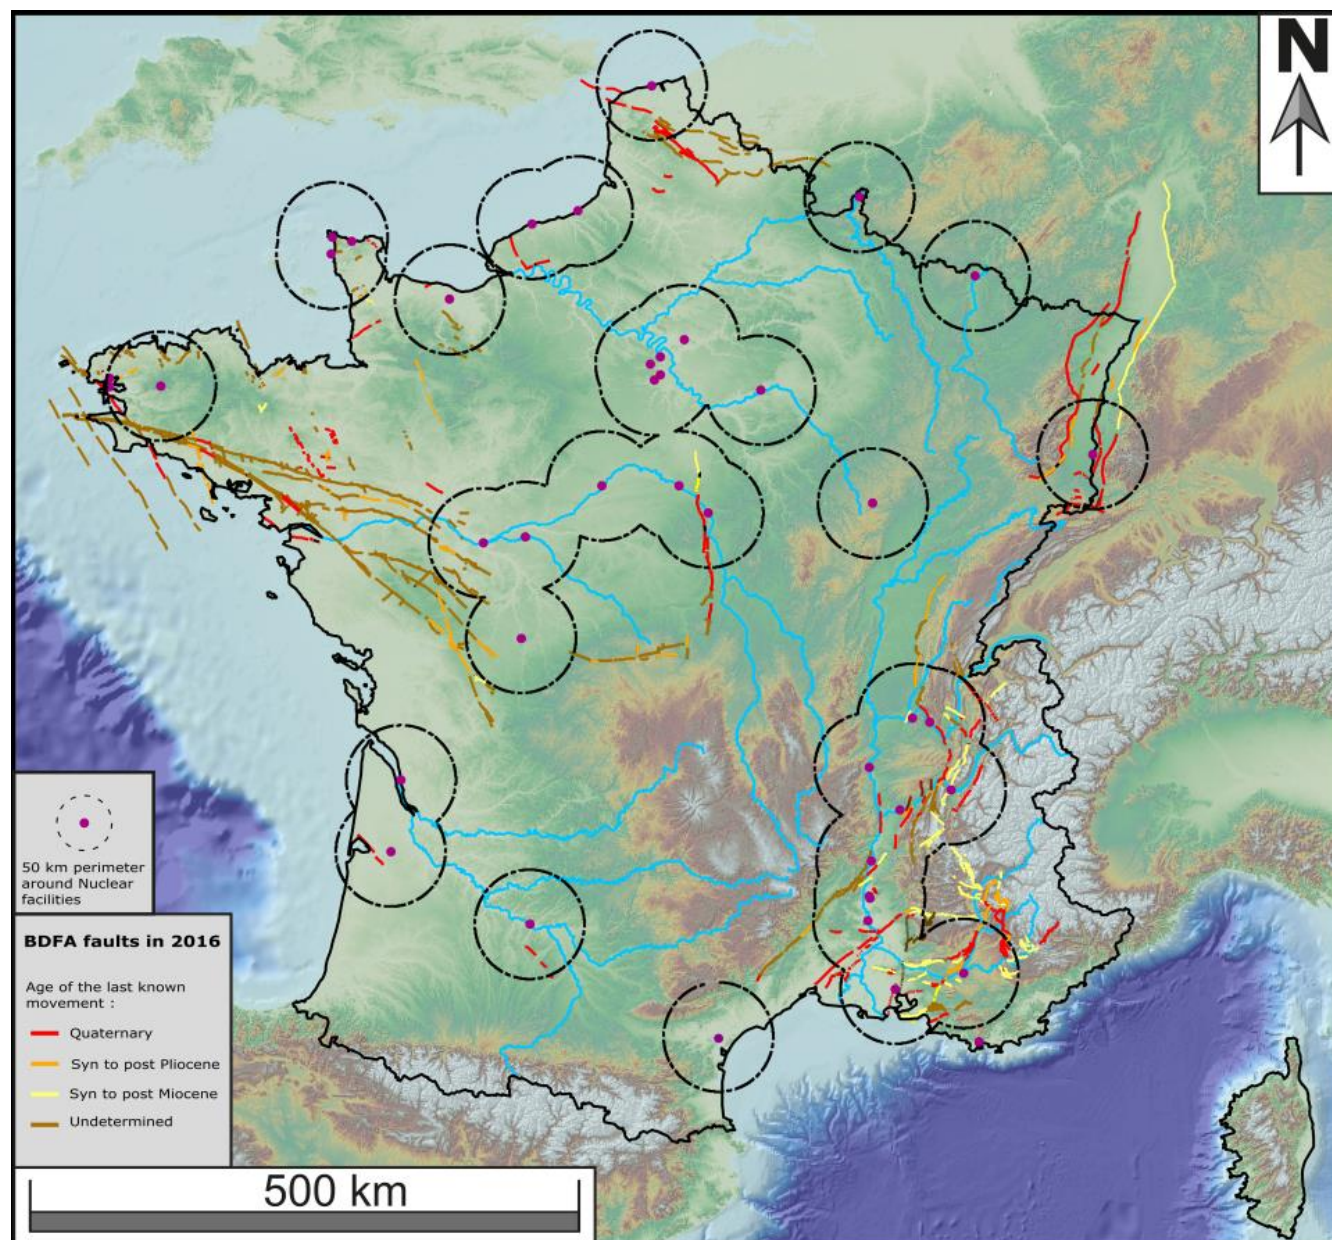 N
50 km perimeter
around Nuclear
facilities
BDFA faults in 2016
Age of the last known
movement :
Quaternary
Syn to post Pliocene
Syn to post Miocene
Undetermined
500 km